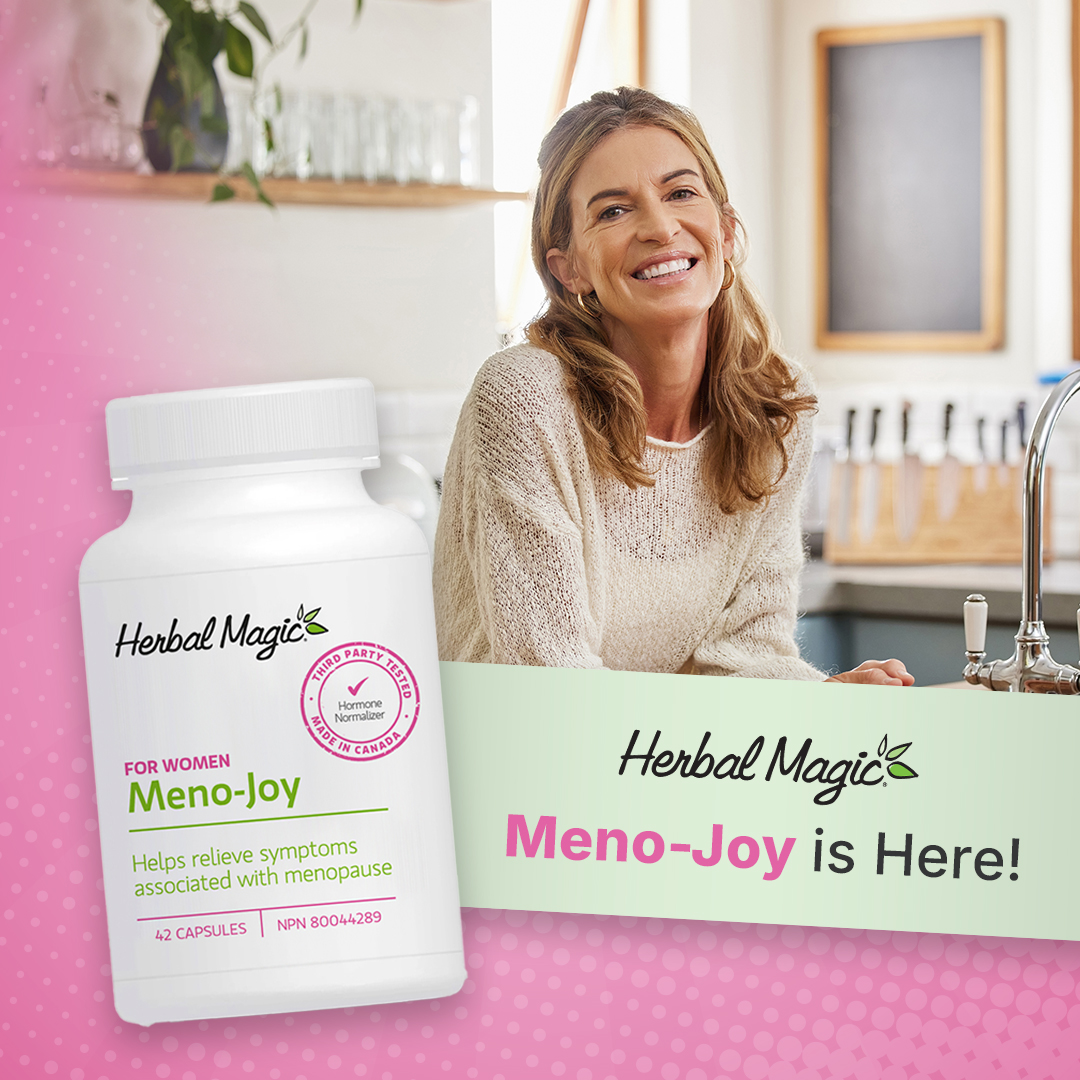 Herbal Magic
THIRD PARTY TESTED
Hormone
Normalizer
MADE IN CANADA
FOR WOMEN
Meno-Joy
Helps relieve symptoms
associated with menopause
42 CAPSULES | NPN 80044289
Herbal Magic
Meno-Joy is Here!